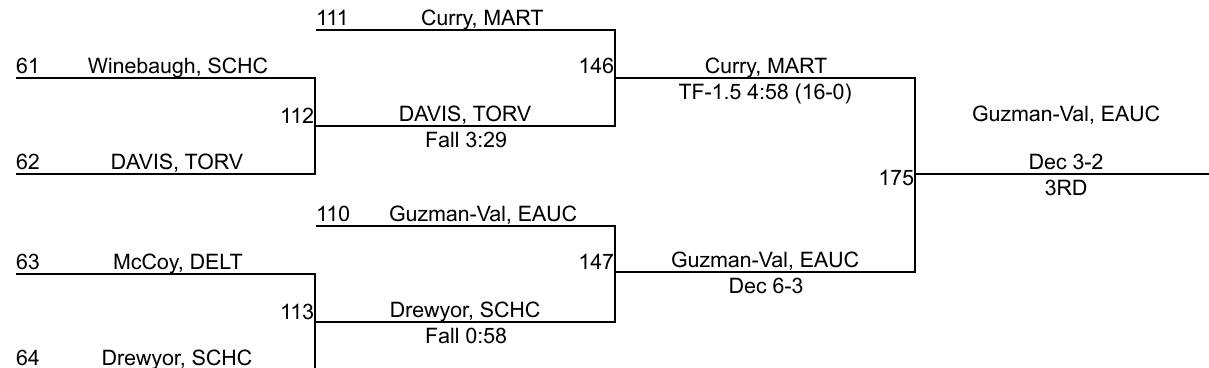 111 Curry, MART
61 Winebaugh, SCHC
146 Curry, MART
TF-1.5 4:58 (16-0)
112 DAVIS, TORV
Fall 3:29
Guzman-Val, EAUC
62 DAVIS, TORV
Dec 3-2
175
3RD
110 Guzman-Val, EAUC
63 McCoy, DELT
147 Guzman-Val, EAUC
Dec 6-3
113 Drewyor, SCHC
Fall 0:58
64 Drewyor, SCHC